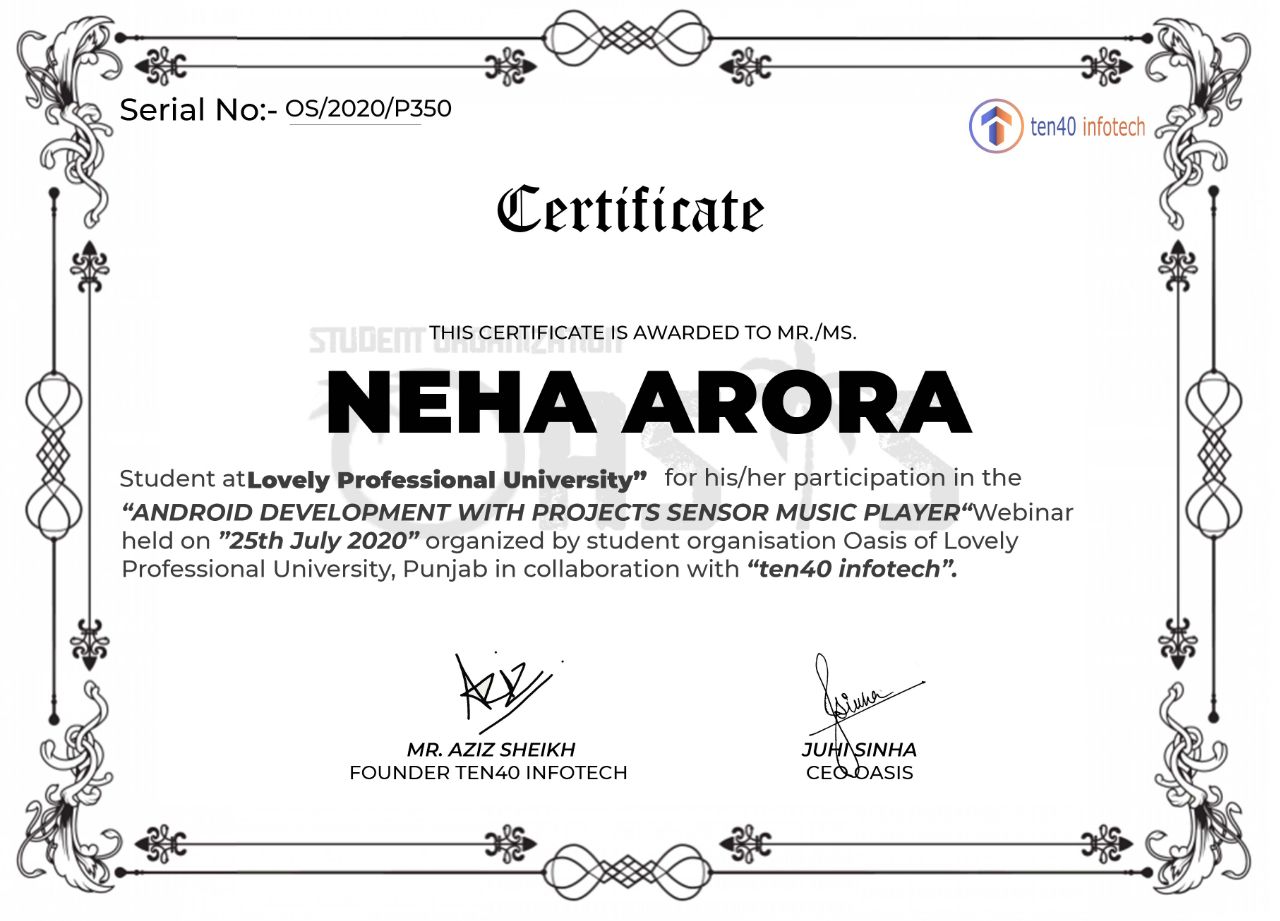 Serial No:- OS/2020/P350
ten40 infotech
Certificate
STUDENT ORGANIZATION
THIS CERTIFICATE IS AWARDED TO MR./MS.
OASIS
NEHA ARORA
Student at Lovely Professional University” for his/her participation in the
“ANDROID DEVELOPMENT WITH PROJECTS SENSOR MUSIC PLAYER“Webinar
held on ”25th July 2020” organized by student organisation Oasis of Lovely
Professional University, Punjab in collaboration with “ten40 infotech”.
Aziz
Jsinha
MR. AZIZ SHEIKH
JUHI SINHA
FOUNDER TEN40 INFOTECH
CEO OASIS